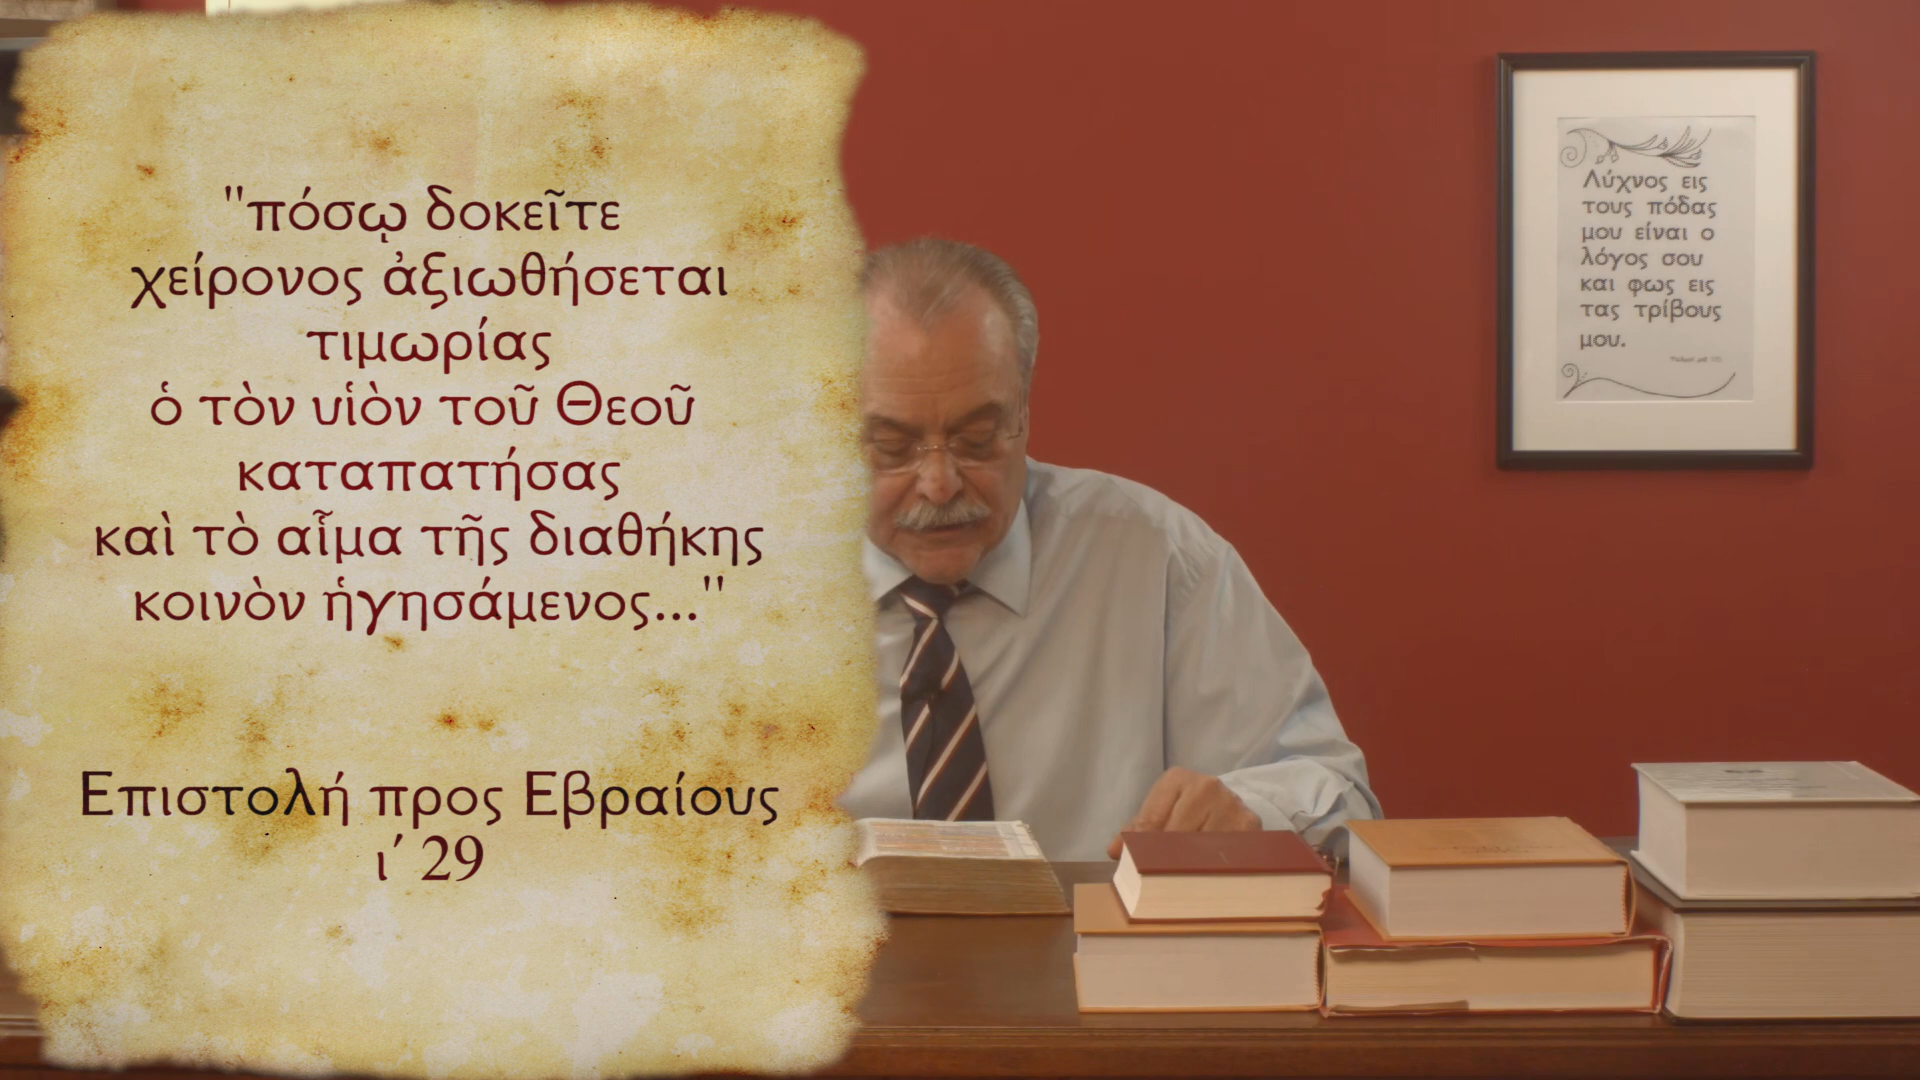 "πόσῳ δοκεῖτε
χείρονος ἀξιωθήσεται
τιμωρίας
ὁ τὸν υἱὸν τοῦ Θεοῦ
καταπατήσας
καὶ τὸ αἷμα τῆς διαθήκης
κοινὸν ἡγησάμενος..."
Επιστολή προς Εβραίους
ι΄ 29
Λύχνος εις
τους πόδας
μου είναι ο
λόγος σου
και φως εις
τας τρίβους
μου.